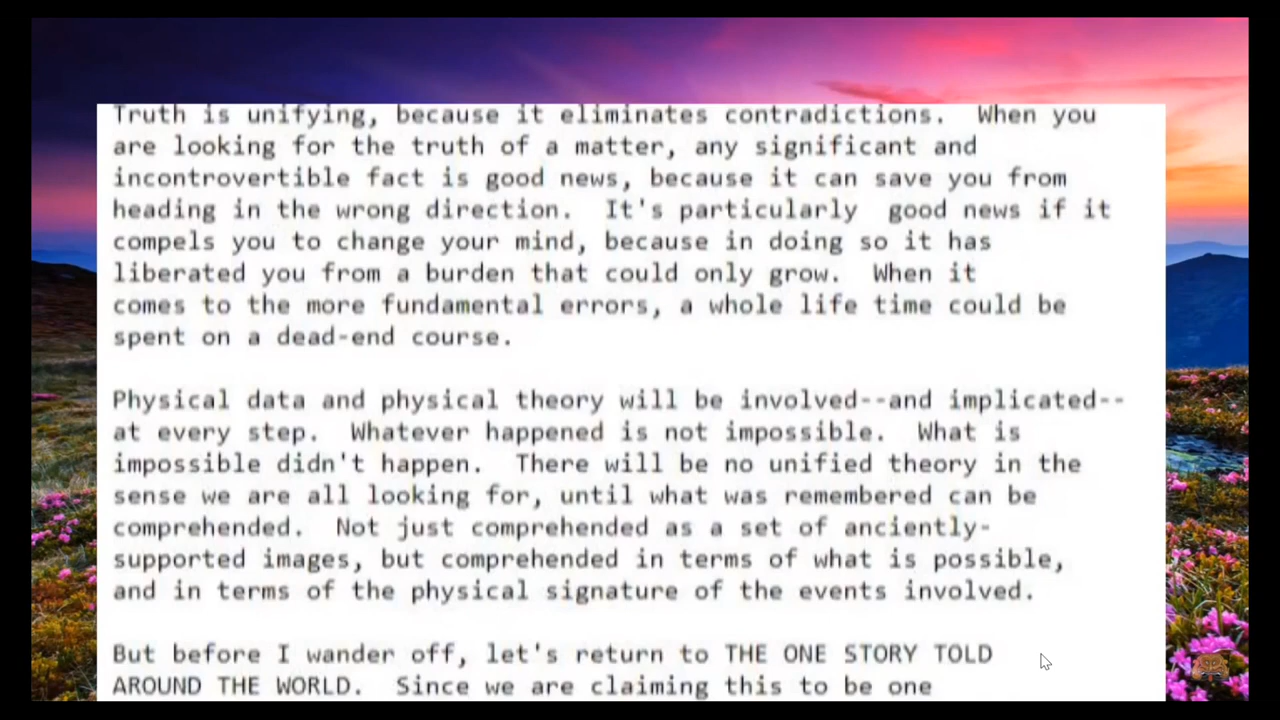 Truth is unifying, because it eliminates contradictions.  When you
are looking for the truth of a matter, any significant and
incontrovertible fact is good news, because it can save you from
heading in the wrong direction.  It's particularly  good news if it
compels you to change your mind, because in doing so it has
liberated you from a burden that could only grow.  When it
comes to the more fundamental errors, a whole life time could be
spent on a dead-end course.
Physical data and physical theory will be involved--and implicated--
at every step.  Whatever happened is not impossible.  What is
impossible didn't happen.  There will be no unified theory in the
sense we are all looking for, until what was remembered can be
comprehended.  Not just comprehended as a set of anciently-
supported images, but comprehended in terms of what is possible,
and in terms of the physical signature of the events involved.
But before I wander off, let's return to THE ONE STORY TOLD
AROUND THE WORLD.  Since we are claiming this to be one